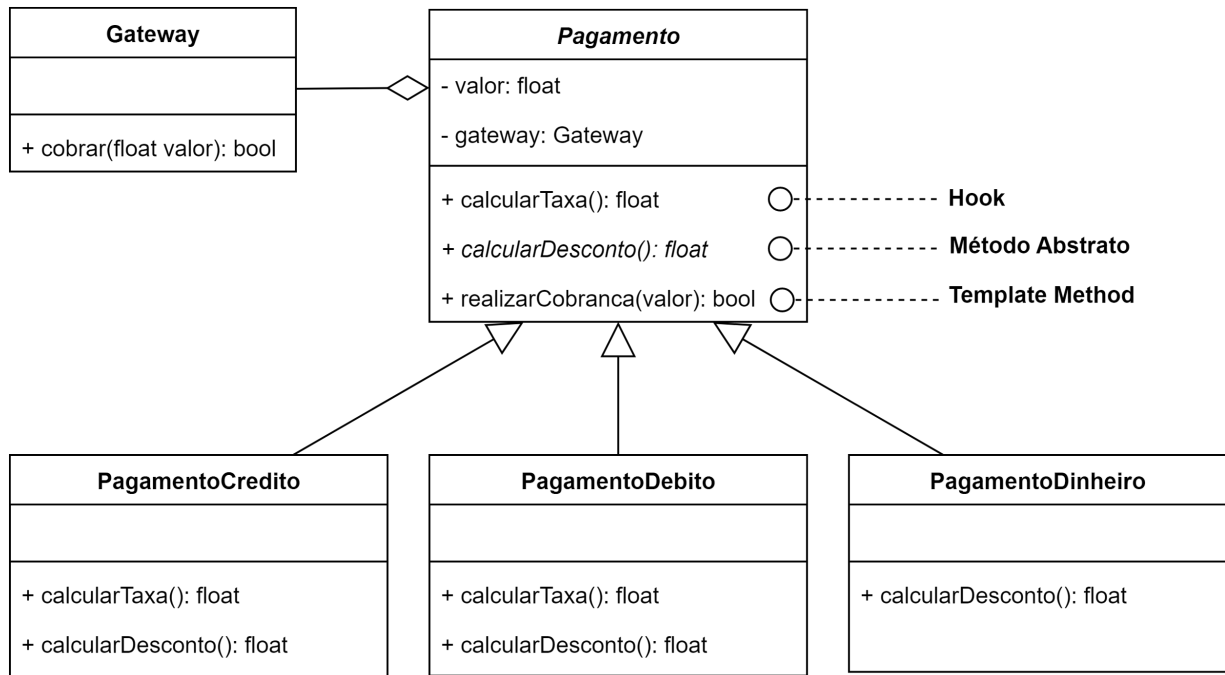 Gateway
+ cobrar(float valor): bool
Pagamento
- valor: float
- gateway: Gateway
+ calcularTaxa(): float
Hook
+ calcularDesconto(): float
Método Abstrato
+ realizarCobranca(valor): bool
Template Method
PagamentoCredito
+ calcularTaxa(): float
+ calcularDesconto(): float
PagamentoDebito
+ calcularTaxa(): float
+ calcularDesconto(): float
PagamentoDinheiro
+ calcularDesconto(): float